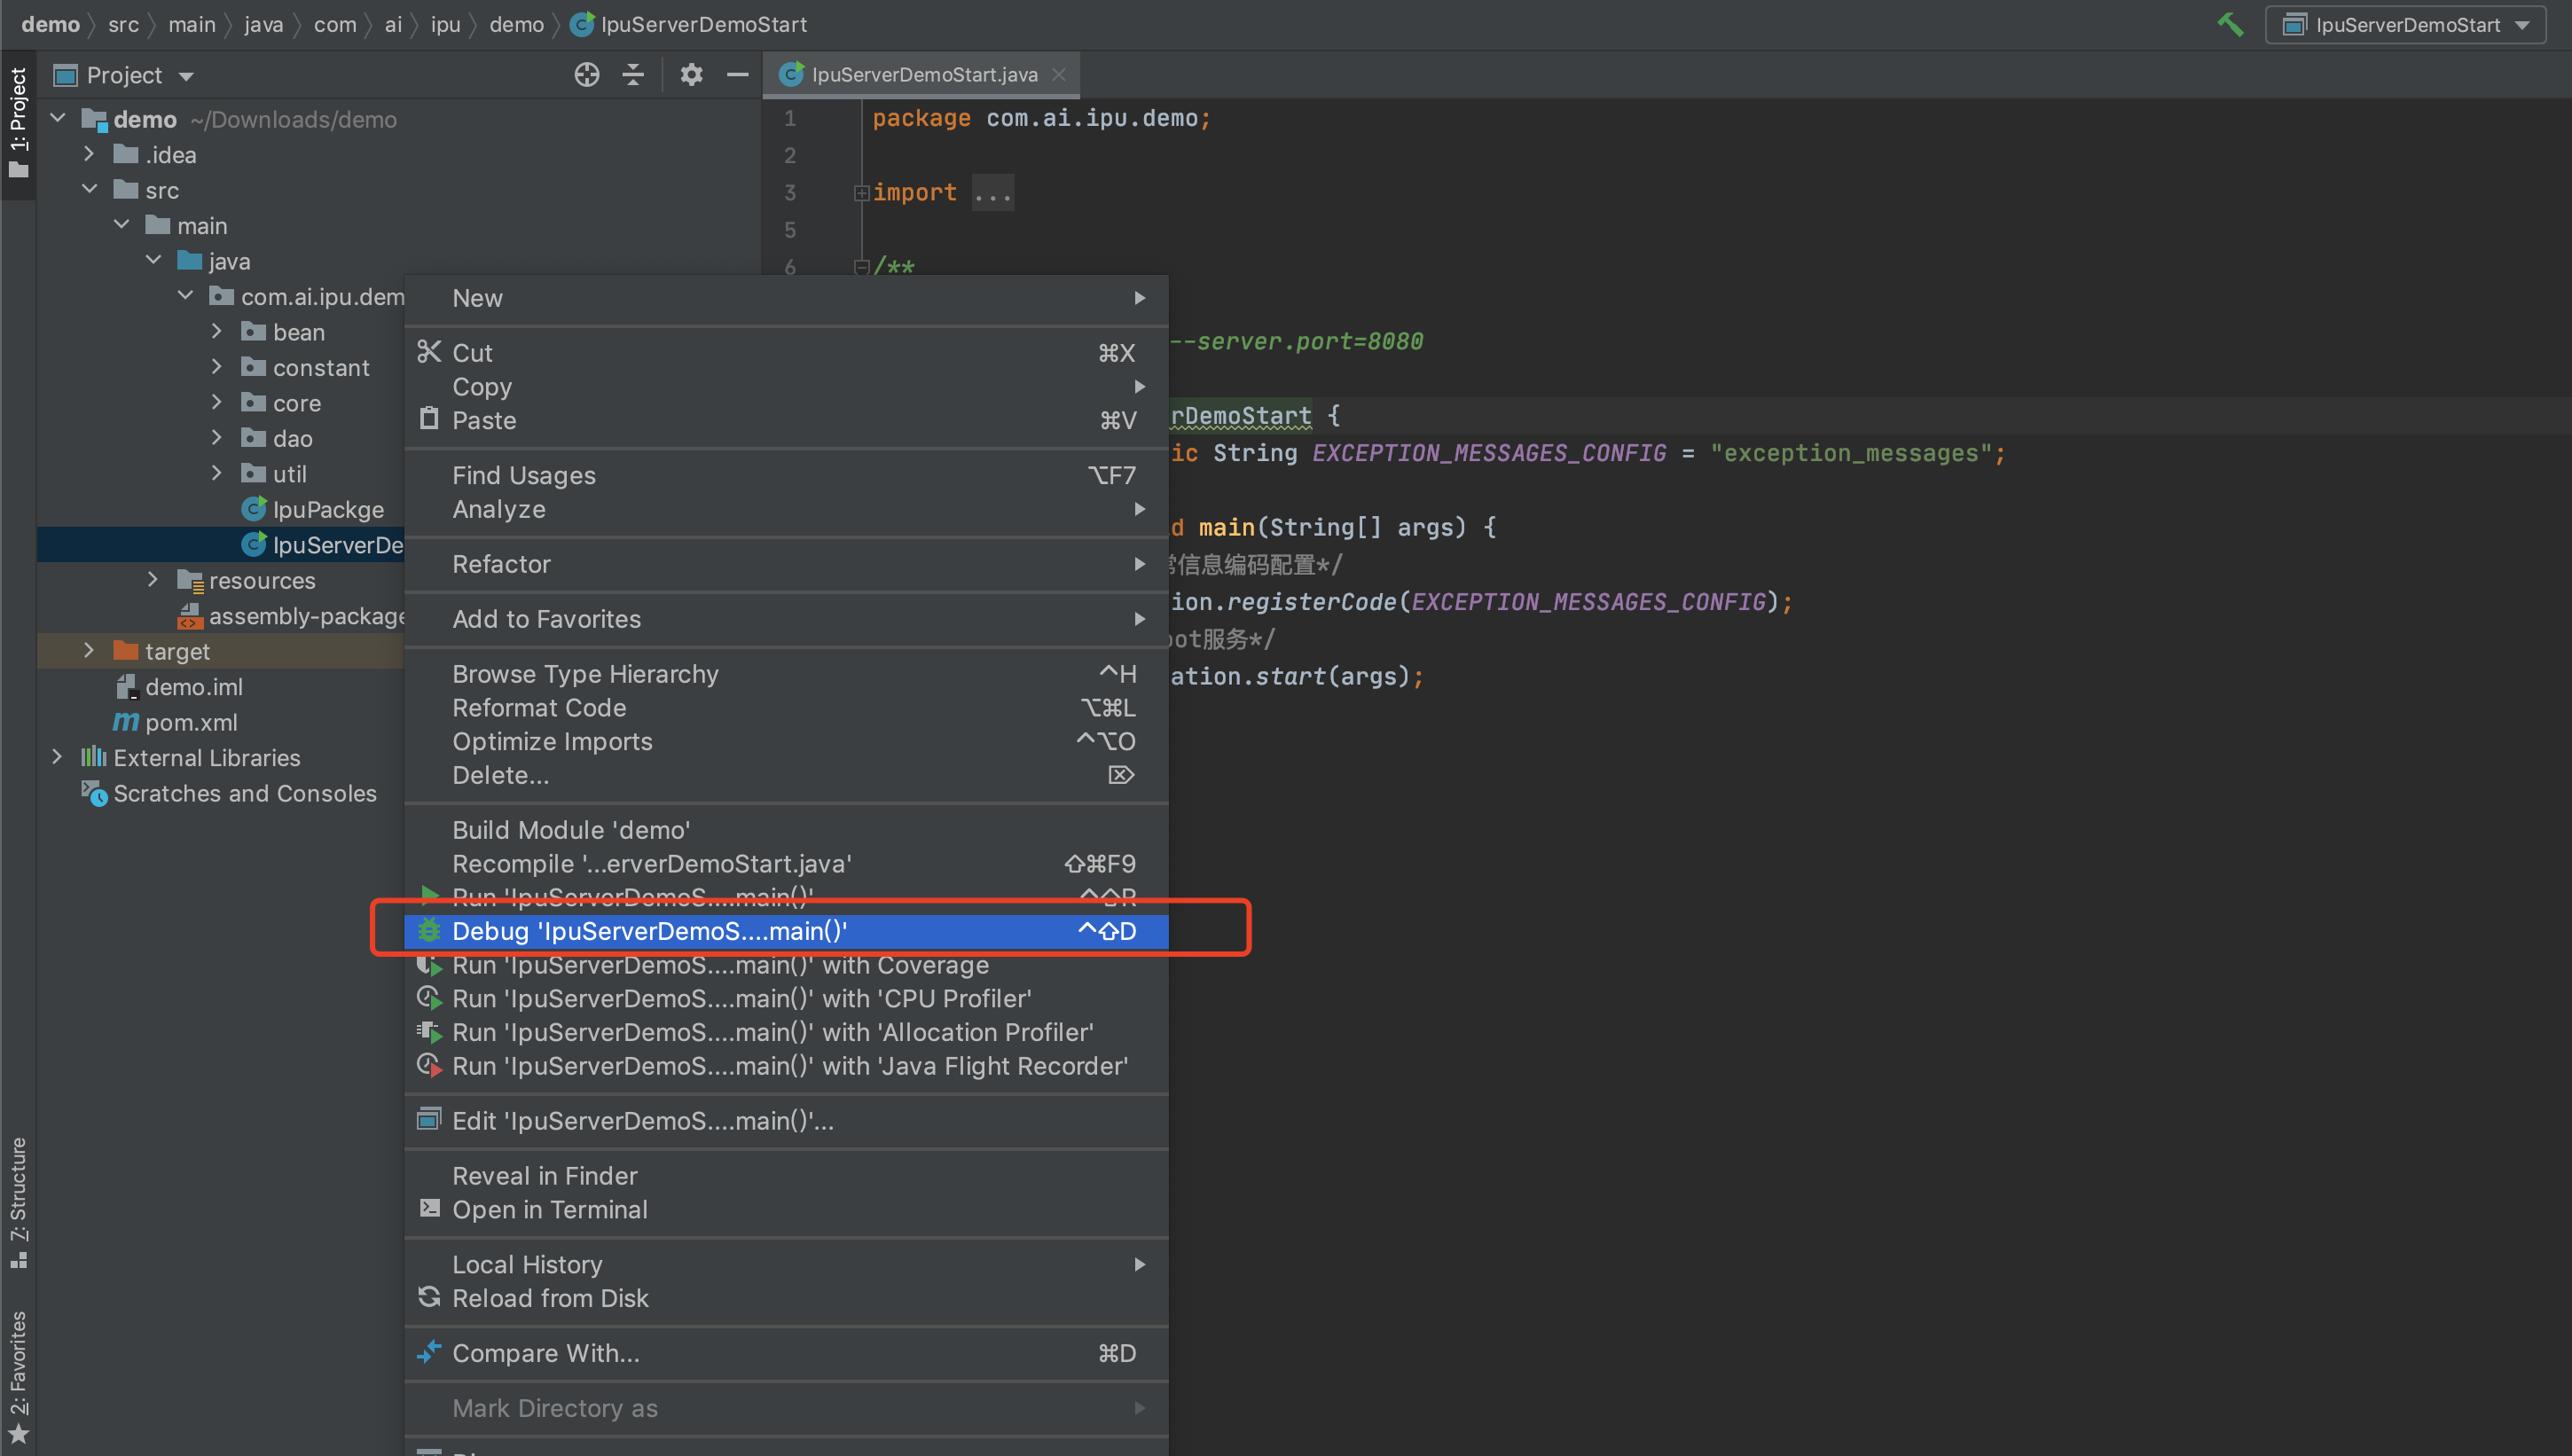 demo src main java com ai ipu demo IpuServerDemoStart
IpuServerDemoStart
1: Project
Project
IpuServerDemoStart.java
demo ~/Downloads/demo
.idea
src
main
java
com.ai.ipu.dem
bean
constant
core
dao
util
IpuPackge
IpuServerDe
resources
assembly-package
target
demo.iml
pom.xml
External Libraries
Scratches and Consoles
7: Structure
2: Favorites
New
Cut ⌘X
Copy
Paste ⌘V
Find Usages ⌥F7
Analyze
Refactor
Add to Favorites
Browse Type Hierarchy ^H
Reformat Code ⌥⌘L
Optimize Imports ^⌥O
Delete... ⌦
Build Module 'demo'
Recompile '...erverDemoStart.java' ⇧⌘F9
Run 'IpuServerDemoS....main()' ^⇧R
Debug 'IpuServerDemoS....main()' ^⇧D
Run 'IpuServerDemoS....main()' with Coverage
Run 'IpuServerDemoS....main()' with 'CPU Profiler'
Run 'IpuServerDemoS....main()' with 'Allocation Profiler'
Run 'IpuServerDemoS....main()' with 'Java Flight Recorder'
Edit 'IpuServerDemoS....main()'...
Reveal in Finder
Open in Terminal
Local History
Reload from Disk
Compare With... ⌘D
Mark Directory as
1 package com.ai.ipu.demo;
2
3 import ...
5
6 /**
--server.port=8080
rDemoStart {
ic String EXCEPTION_MESSAGES_CONFIG = "exception_messages";
d main(String[] args) {
常信息编码配置*/
ion.registerCode(EXCEPTION_MESSAGES_CONFIG);
oot服务*/
ation.start(args);